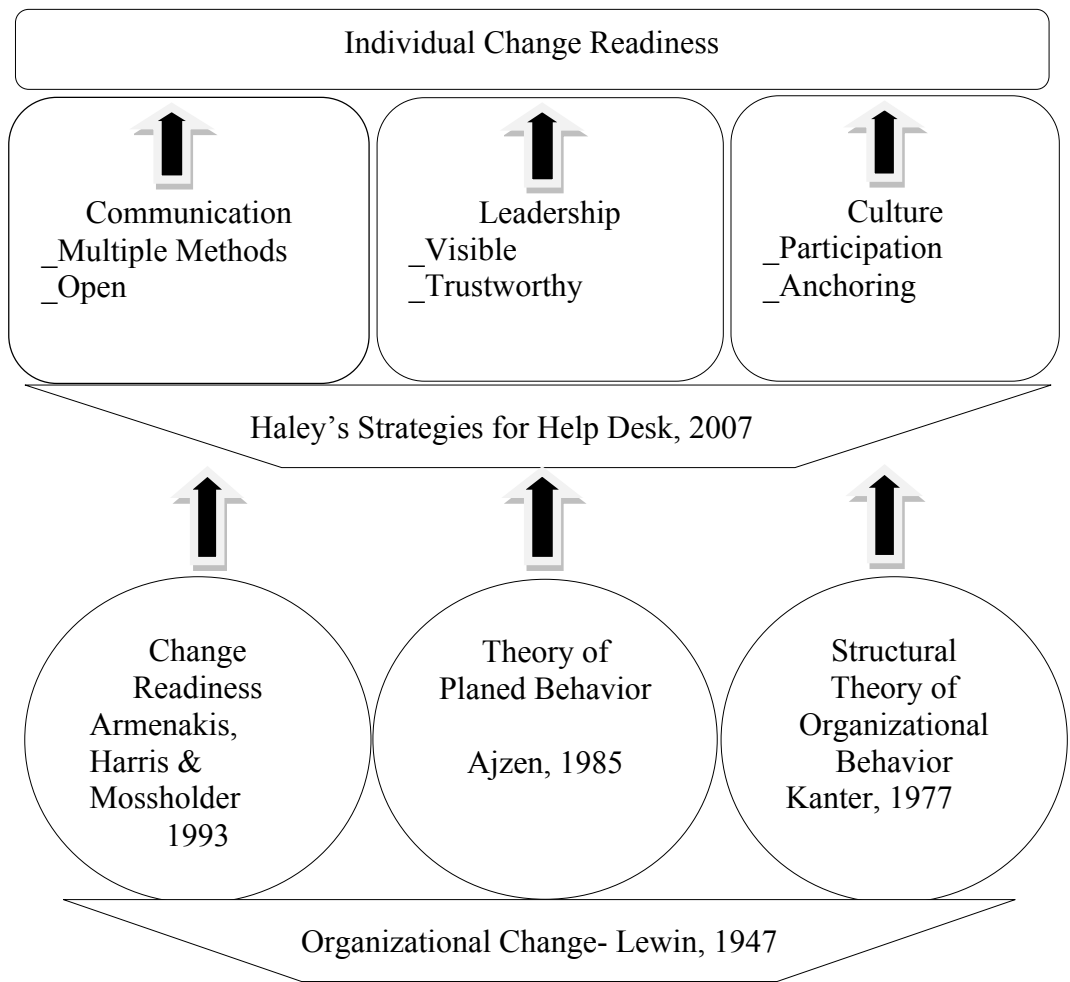 Individual Change Readiness
Communication
_Multiple Methods
_Open
Leadership
_Visible
_Trustworthy
Culture
_Participation
_Anchoring
Haley's Strategies for Help Desk, 2007
Change
Readiness
Armenakis,
Harris &
Mossholder
1993
Theory of
Planed Behavior
Ajzen, 1985
Structural
Theory of
Organizational
Behavior
Kanter, 1977
Organizational Change- Lewin, 1947